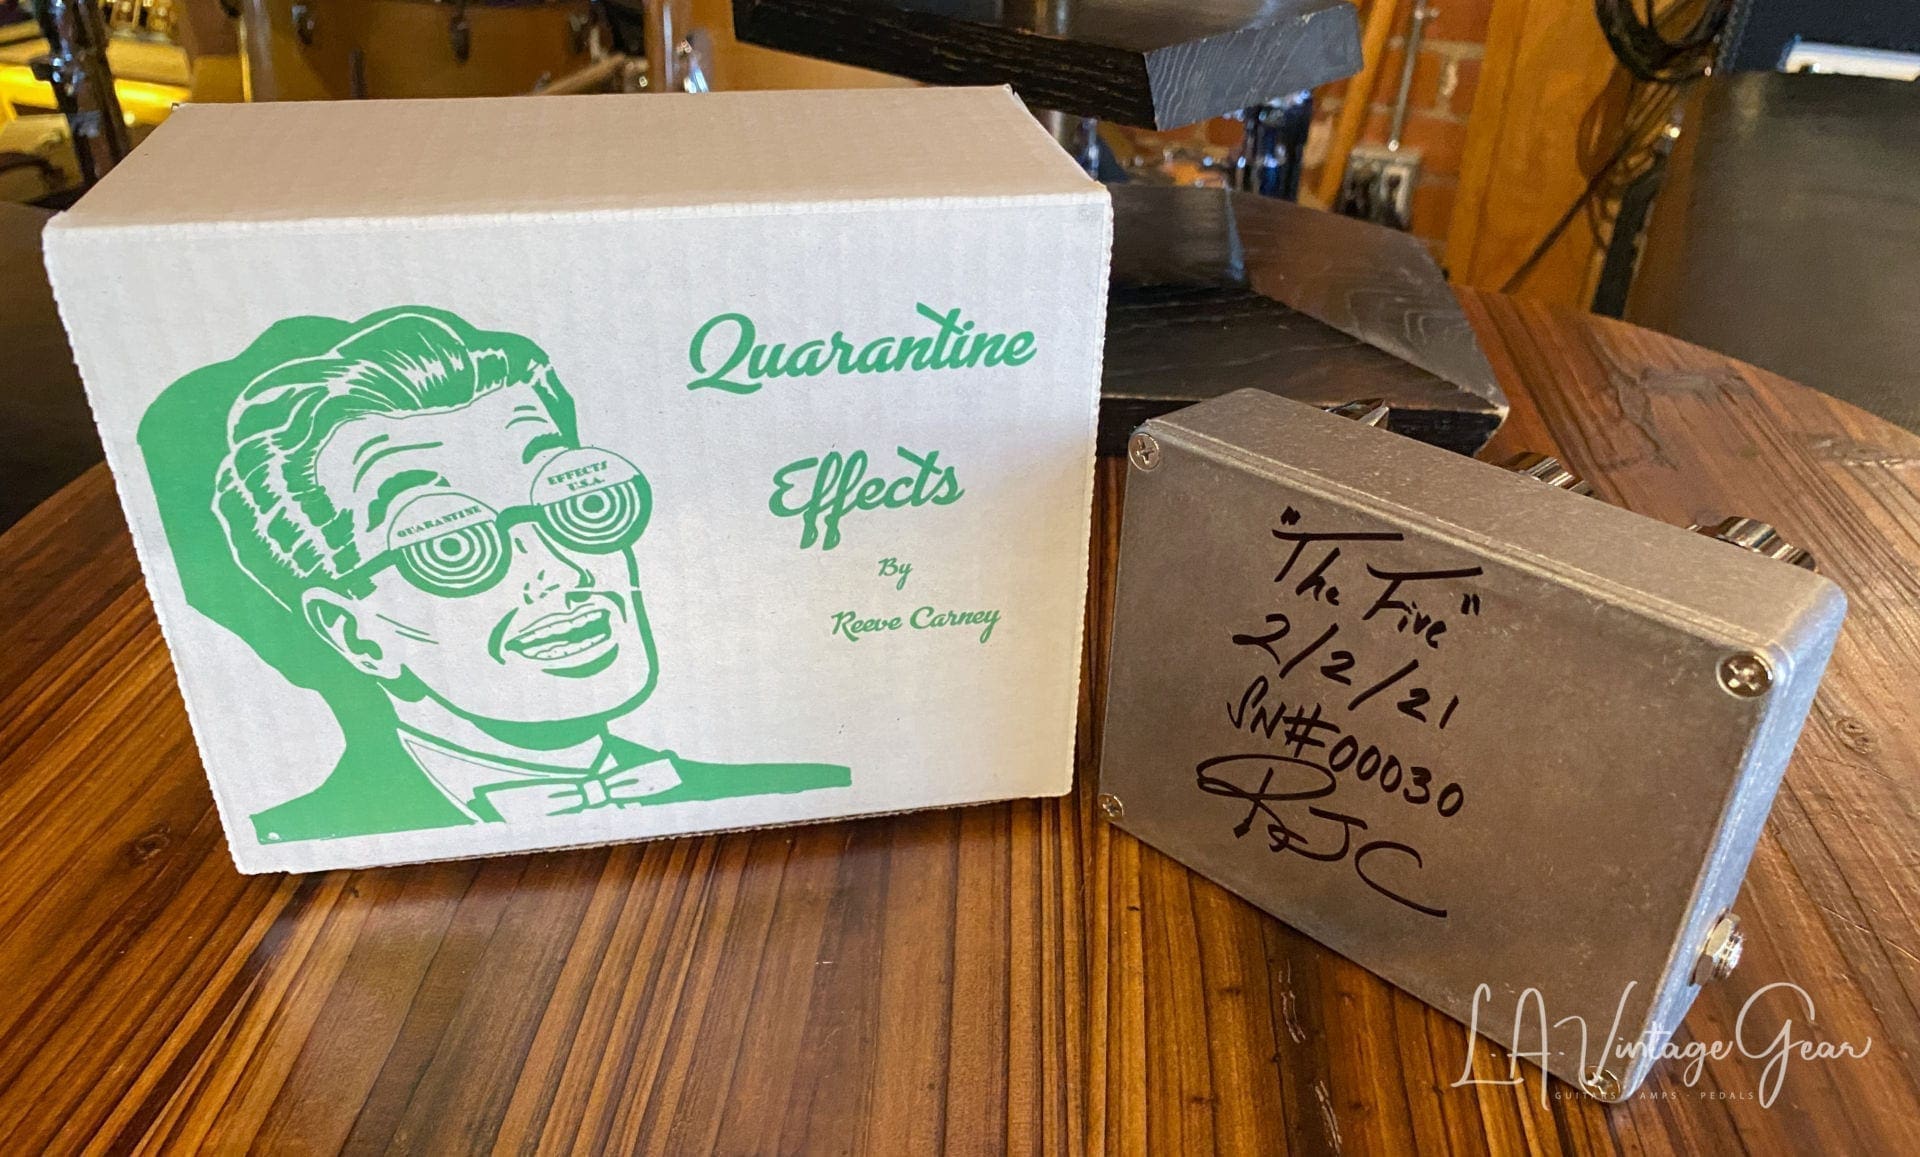 Quarantine
Effects
By
Reeve Carney
QUARANTINE
EFFECTS
U.S.A.
"The Five"
2/2/21
SN#00030
RJC
L.A. Vintage Gear
GUITARS · AMPS · PEDALS